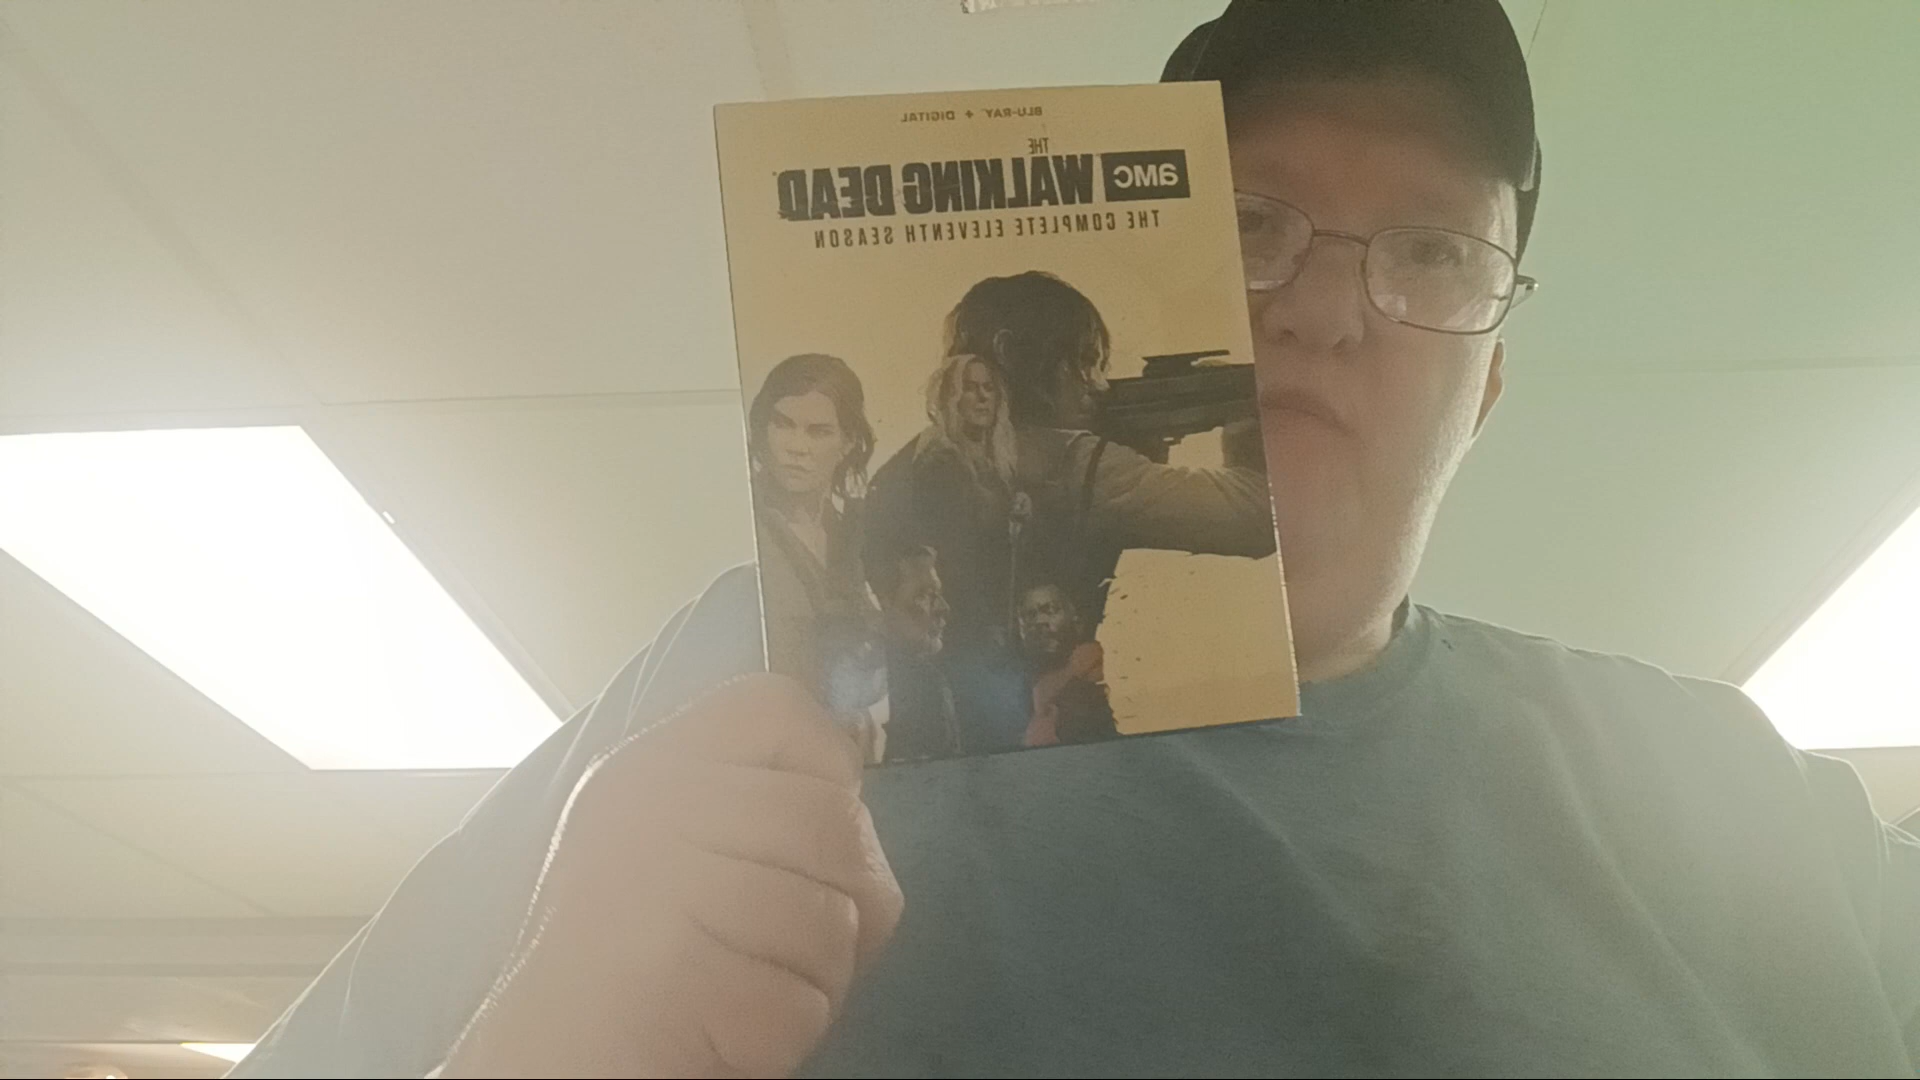 BLU-RAY + DIGITAL
THE
amc WALKING DEAD
THE COMPLETE ELEVENTH SEASON